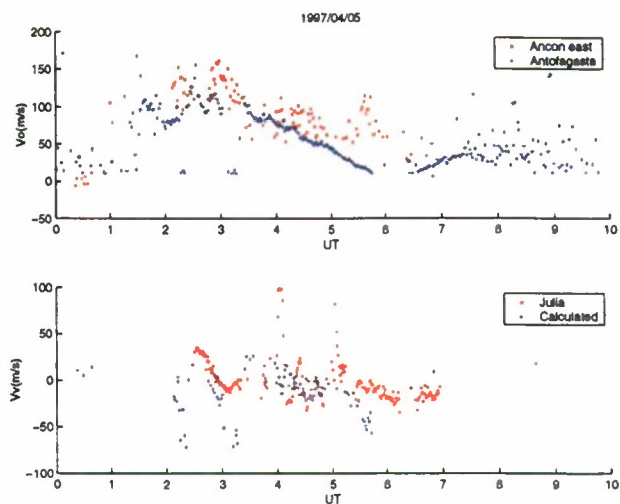 1997/04/05
200
150
100
50
0
-50
Vo(m/s)
Ancon east
Antofagasta
0 1 2 3 4 5 6 7 8 9 10
UT
100
50
0
-50
-100
Vv(m/s)
Julia
Calculated
0 1 2 3 4 5 6 7 8 9 10
UT